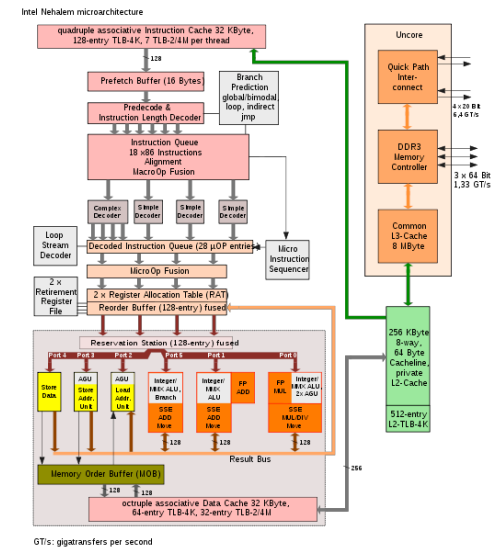 Intel Nehalem microarchitecture
quadruple associative Instruction Cache 32 KByte,
128-entry TLB-4K, 7 TLB-2/4M per thread
128
Prefetch Buffer (16 Bytes)
Predecode &
Instruction Length Decoder
Branch
Prediction
global/bimodal,
loop, indirect
jmp
Instruction Queue
18 x86 Instructions
Alignment
MacroOp Fusion
Complex
Decoder
Simple
Decoder
Simple
Decoder
Simple
Decoder
Loop
Stream
Decoder
Decoded Instruction Queue (28 µOP entries)
Micro
Instruction
Sequencer
MicroOp Fusion
2 x
Retirement
Register
File
2 x Register Allocation Table (RAT)
Reorder Buffer (128-entry) fused
Reservation Station (128-entry) fused
Port 4
Port 3
Port 2
Port 5
Port 1
Port 0
Store
Data
AGU
Store
Addr.
Unit
AGU
Load
Addr.
Unit
Integer/
MMX ALU,
Branch
SSE
ADD
Move
Integer/
MMX
ALU
FP
ADD
SSE
ADD
Move
FP
MUL
Integer/
MMX ALU,
2x AGU
SSE
MUL/DIV
Move
128
128
128
Result Bus
Memory Order Buffer (MOB)
128
128
octruple associative Data Cache 32 KByte,
64-entry TLB-4K, 32-entry TLB-2/4M
256
Uncore
Quick Path
Inter-
connect
4 x 20 Bit
6,4 GT/s
DDR3
Memory
Controller
3 x 64 Bit
1,33 GT/s
Common
L3-Cache
8 MByte
256 KByte
8-way,
64 Byte
Cacheline,
private
L2-Cache
512-entry
L2-TLB-4K
GT/s: gigatransfers per second